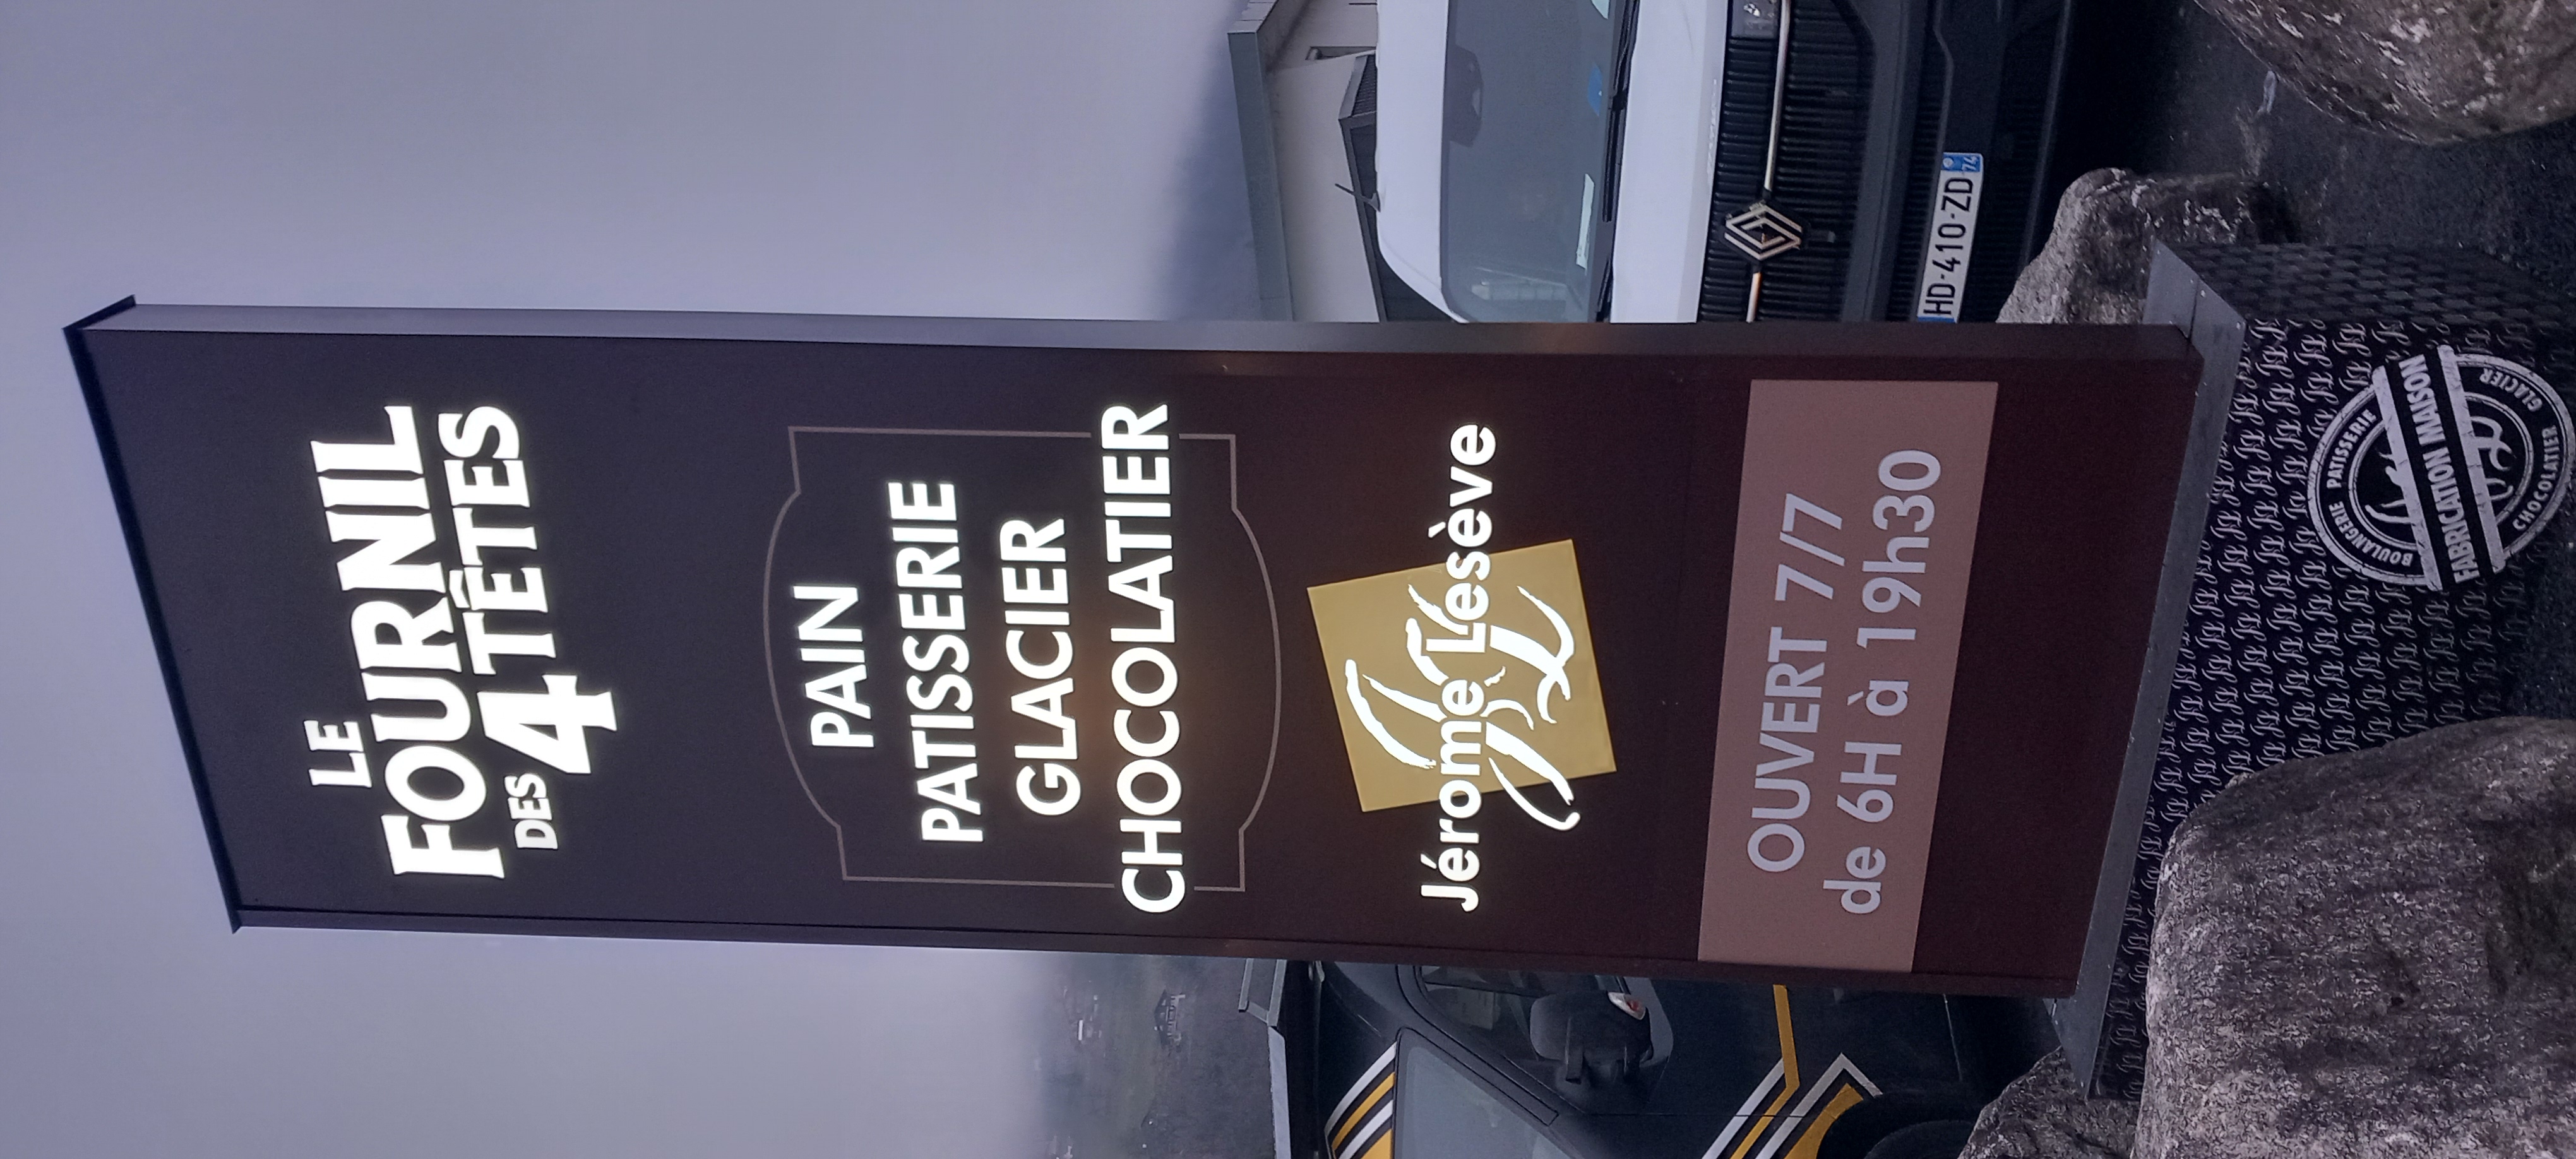 LE
FOURNIL
DES 4 TÊTES
PAIN
PATISSERIE
GLACIER
CHOCOLATIER
Jérome Lesève
OUVERT 7/7
de 6H à 19h30
HD-410-ZD
74
BOULANGERIE PATISSERIE
FABRICATION MAISON
CHOCOLATIER GLACIER